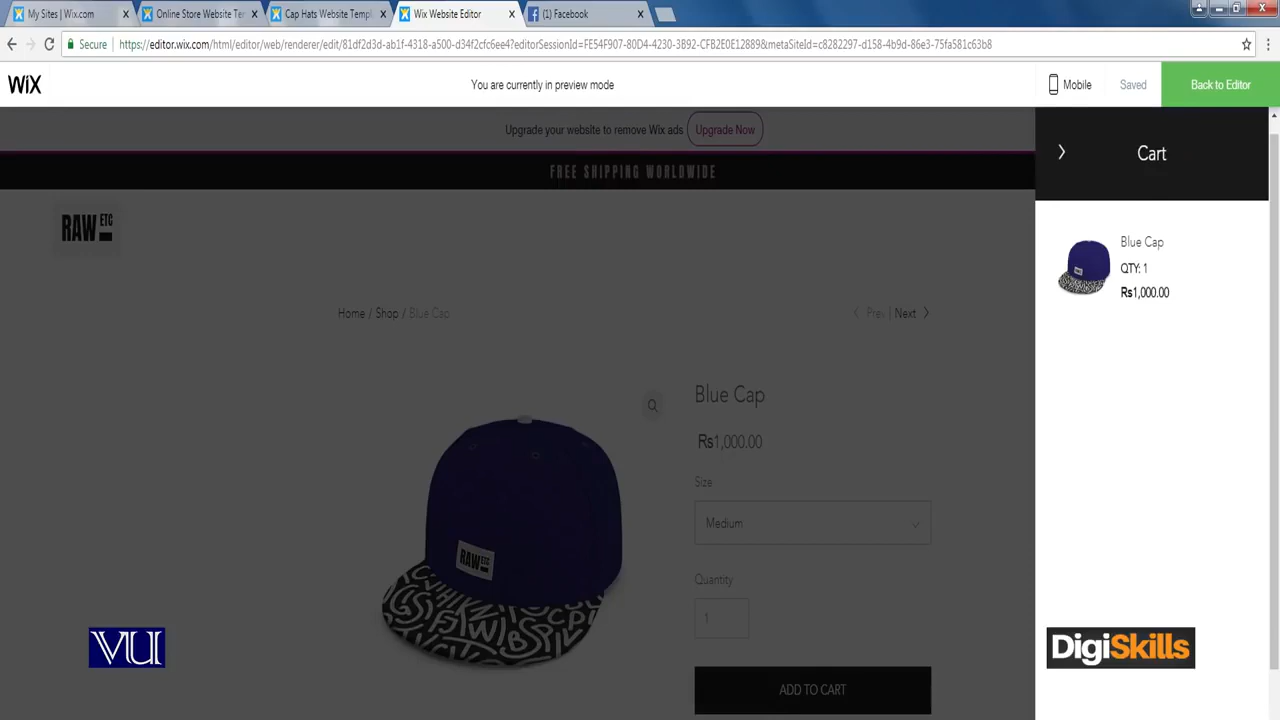 My Sites | Wix.com
Online Store Website Tem
Cap Hats Website Templ
Wix Website Editor
(1) Facebook
Secure
https://editor.wix.com/html/editor/web/renderer/edit/81df2d3d-ab1f-4318-a500-d34f2cfc6ee4?editorSessionId=FE54F907-80D4-4230-3B92-CFB2E0E12889&metaSiteId=c8282297-d158-4b9d-86e3-75fa581c63b8
WiX
You are currently in preview mode
Mobile
Saved
Back to Editor
Upgrade your website to remove Wix ads
Upgrade Now
FREE SHIPPING WORLDWIDE
RAW ETC
Cart
Blue Cap
QTY: 1
Rs1,000.00
Home / Shop / Blue Cap
Prev | Next
Blue Cap
Rs1,000.00
Size
Medium
Quantity
1
ADD TO CART
RAW ETC
VU
DigiSkills